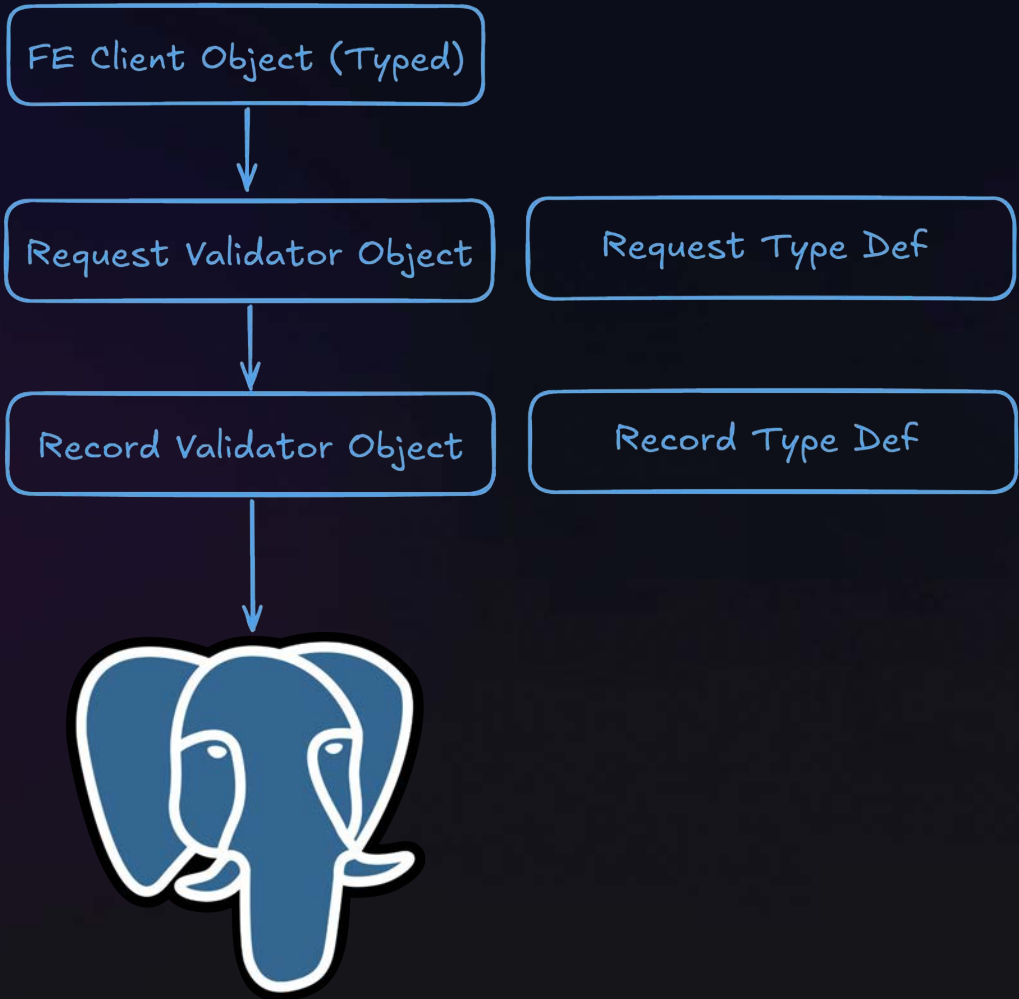 FE Client Object (Typed)
Request Validator Object
Request Type Def
Record Validator Object
Record Type Def